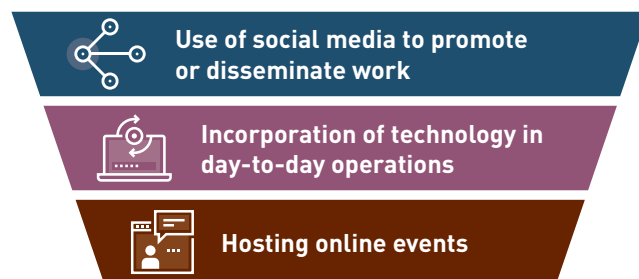 Use of social media to promote
or disseminate work
Incorporation of technology in
day-to-day operations
Hosting online events